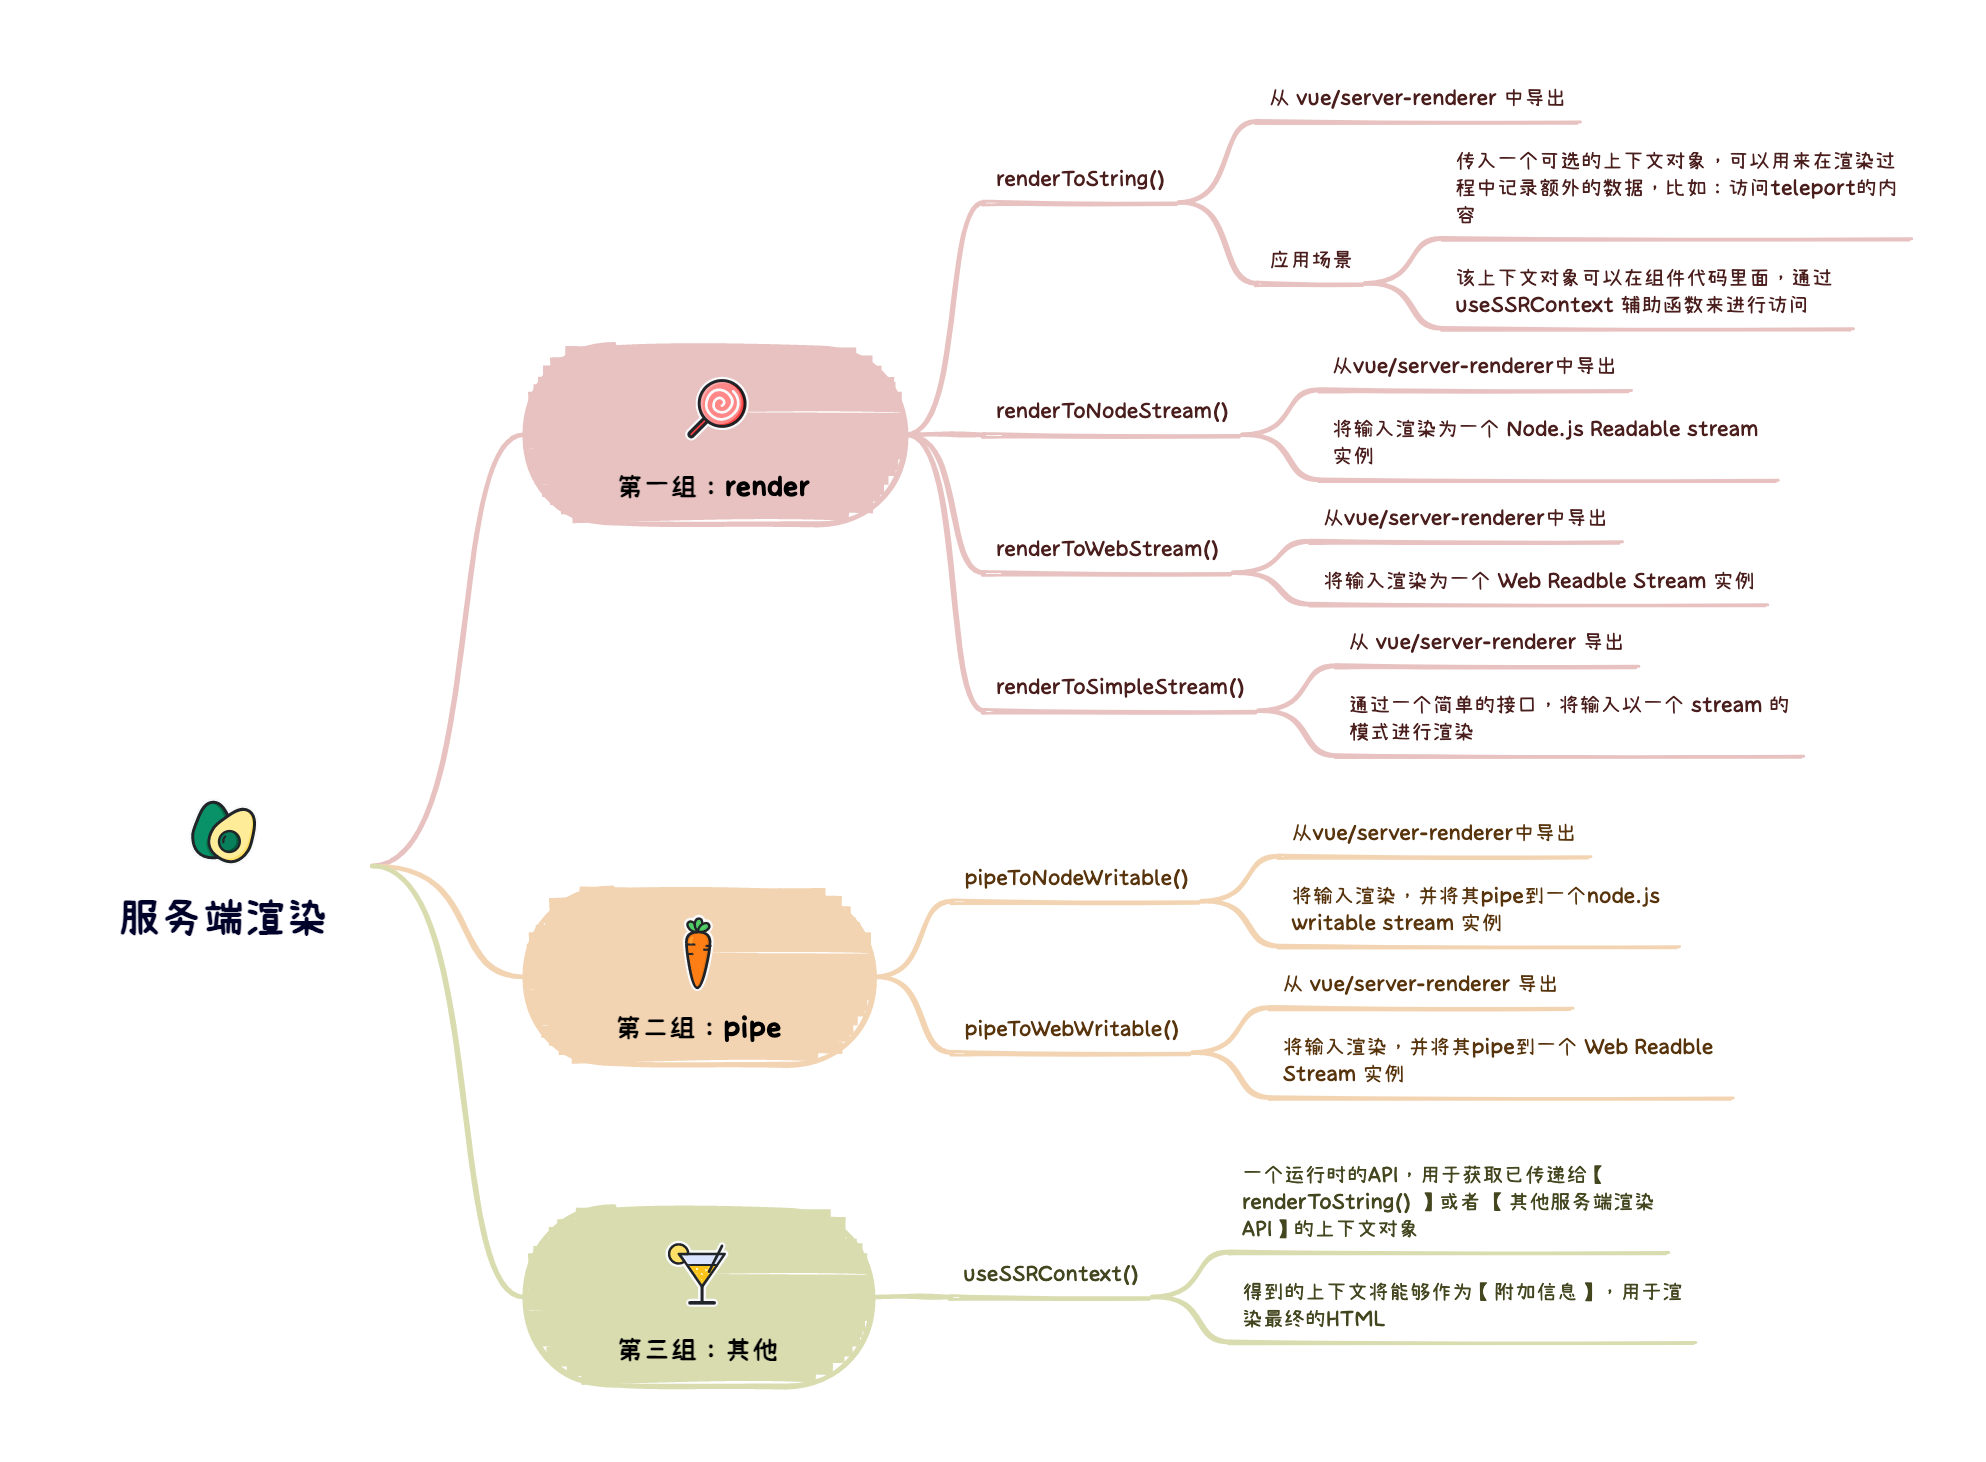 服务端渲染
第一组：render
renderToString()
从 vue/server-renderer 中导出
应用场景
传入一个可选的上下文对象，可以用来在渲染过
程中记录额外的数据，比如：访问teleport的内
容
该上下文对象可以在组件代码里面，通过
useSSRContext 辅助函数来进行访问
renderToNodeStream()
从vue/server-renderer中导出
将输入渲染为一个 Node.js Readable stream
实例
renderToWebStream()
从vue/server-renderer中导出
将输入渲染为一个 Web Readble Stream 实例
renderToSimpleStream()
从 vue/server-renderer 导出
通过一个简单的接口，将输入以一个 stream 的
模式进行渲染
第二组：pipe
pipeToNodeWritable()
从vue/server-renderer中导出
将输入渲染，并将其pipe到一个node.js
writable stream 实例
pipeToWebWritable()
从 vue/server-renderer 导出
将输入渲染，并将其pipe到一个 Web Readble
Stream 实例
第三组：其他
useSSRContext()
一个运行时的API，用于获取已传递给【
renderToString() 】或者 【 其他服务端渲染
API】的上下文对象
得到的上下文将能够作为【 附加信息 】，用于渲
染最终的HTML